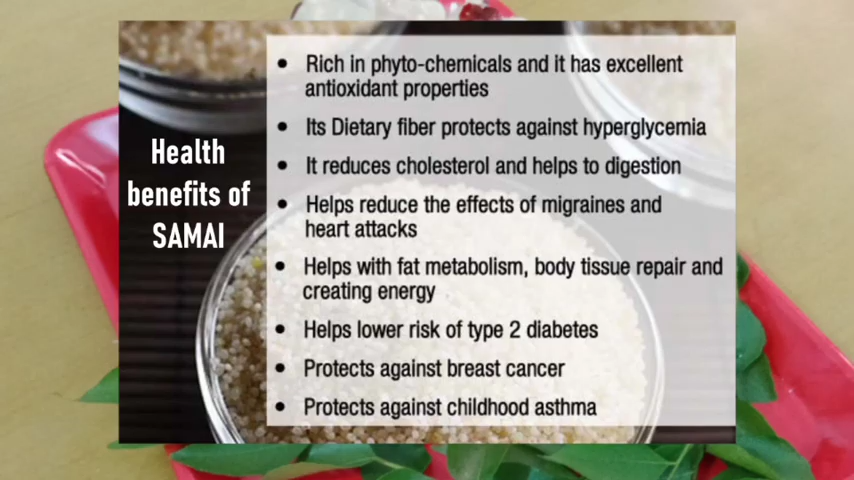 Health
benefits of
SAMAI
• Rich in phyto-chemicals and it has excellent
antioxidant properties
• Its Dietary fiber protects against hyperglycemia
• It reduces cholesterol and helps to digestion
• Helps reduce the effects of migraines and
heart attacks
• Helps with fat metabolism, body tissue repair and
creating energy
• Helps lower risk of type 2 diabetes
• Protects against breast cancer
• Protects against childhood asthma